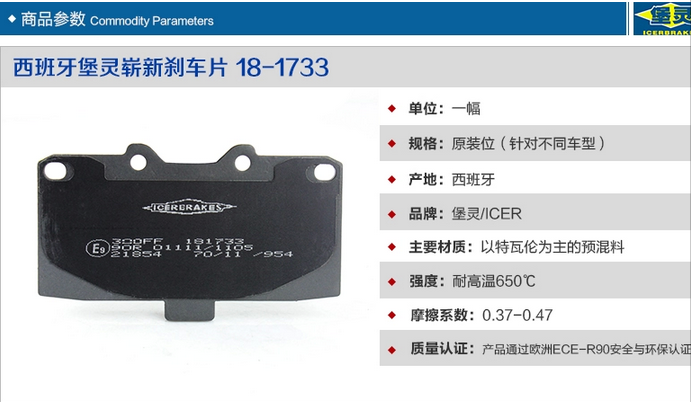 商品参数 Commodity Parameters
堡灵
ICERBRAKES
西班牙堡灵崭新刹车片 18-1733
单位：一幅
规格：原装位（针对不同车型）
产地：西班牙
品牌：堡灵/ICER
主要材质：以特瓦伦为主的预混料
强度：耐高温650℃
摩擦系数：0.37-0.47
质量认证：产品通过欧洲ECE-R90安全与环保认证
ICERBRAKES
300FF 181733
E9 90R 01111/1105
21854 70/11 /954